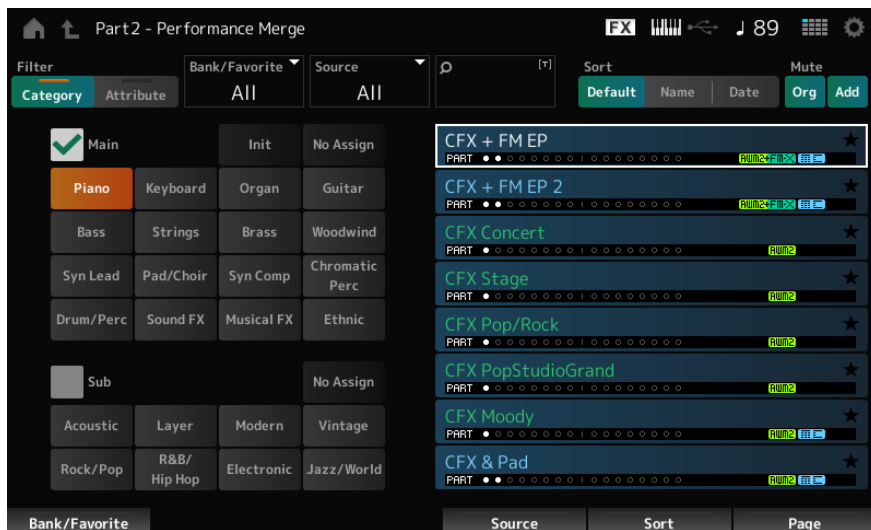 Part2 - Performance Merge FX 89
Filter Bank/Favorite Source [T] Sort Mute
Category Attribute All All Default Name Date Org Add
Main Init No Assign
Piano Keyboard Organ Guitar
Bass Strings Brass Woodwind
Syn Lead Pad/Choir Syn Comp Chromatic Perc
Drum/Perc Sound FX Musical FX Ethnic
Sub No Assign
Acoustic Layer Modern Vintage
Rock/Pop R&B/ Hip Hop Electronic Jazz/World
CFX + FM EP
PART AWM2+FM-X
CFX + FM EP 2
PART AWM2+FM-X
CFX Concert
PART AWM2
CFX Stage
PART AWM2
CFX Pop/Rock
PART AWM2
CFX PopStudioGrand
PART AWM2
CFX Moody
PART AWM2
CFX & Pad
PART AWM2
Bank/Favorite Source Sort Page